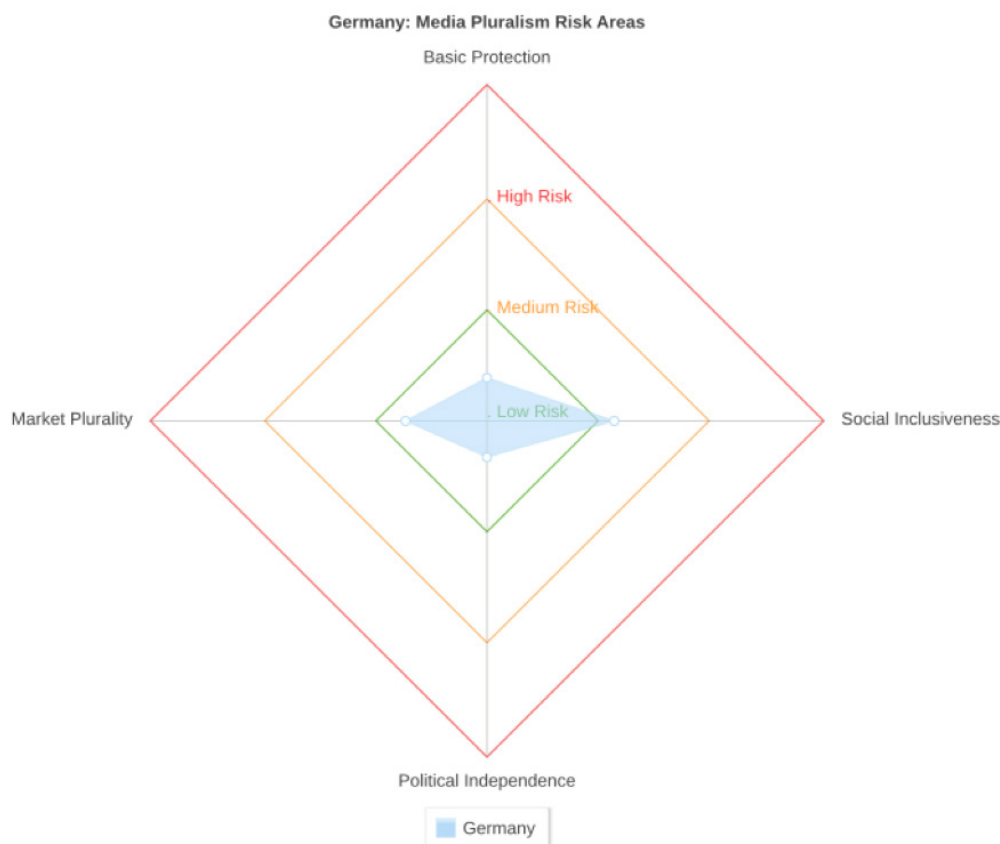 Germany: Media Pluralism Risk Areas
Basic Protection
High Risk
Medium Risk
Low Risk
Market Plurality
Social Inclusiveness
Political Independence
Germany